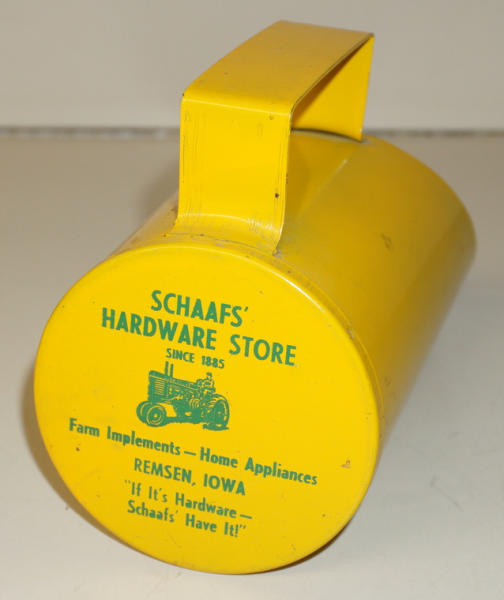 SCHAAFS'
HARDWARE STORE
SINCE 1885
Farm Implements — Home Appliances
REMSEN, IOWA
"If It's Hardware —
Schaafs' Have It!"